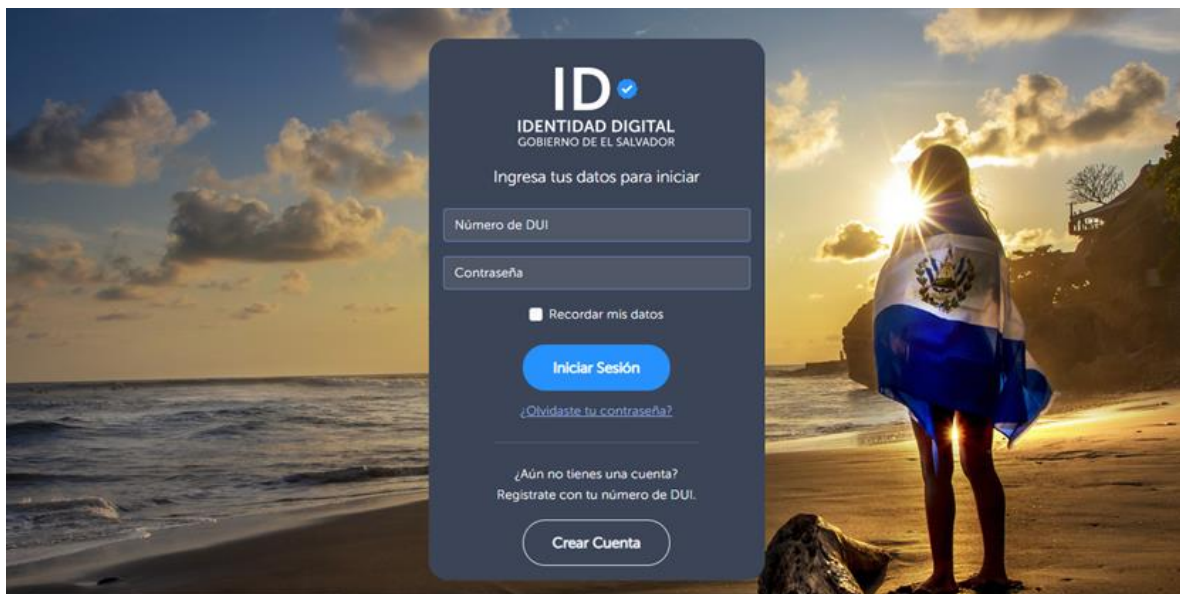 ID
IDENTIDAD DIGITAL
GOBIERNO DE EL SALVADOR
Ingresa tus datos para iniciar
Número de DUI
Contraseña
Recordar mis datos
Iniciar Sesión
¿Olvidaste tu contraseña?
¿Aún no tienes una cuenta?
Registrate con tu número de DUI.
Crear Cuenta